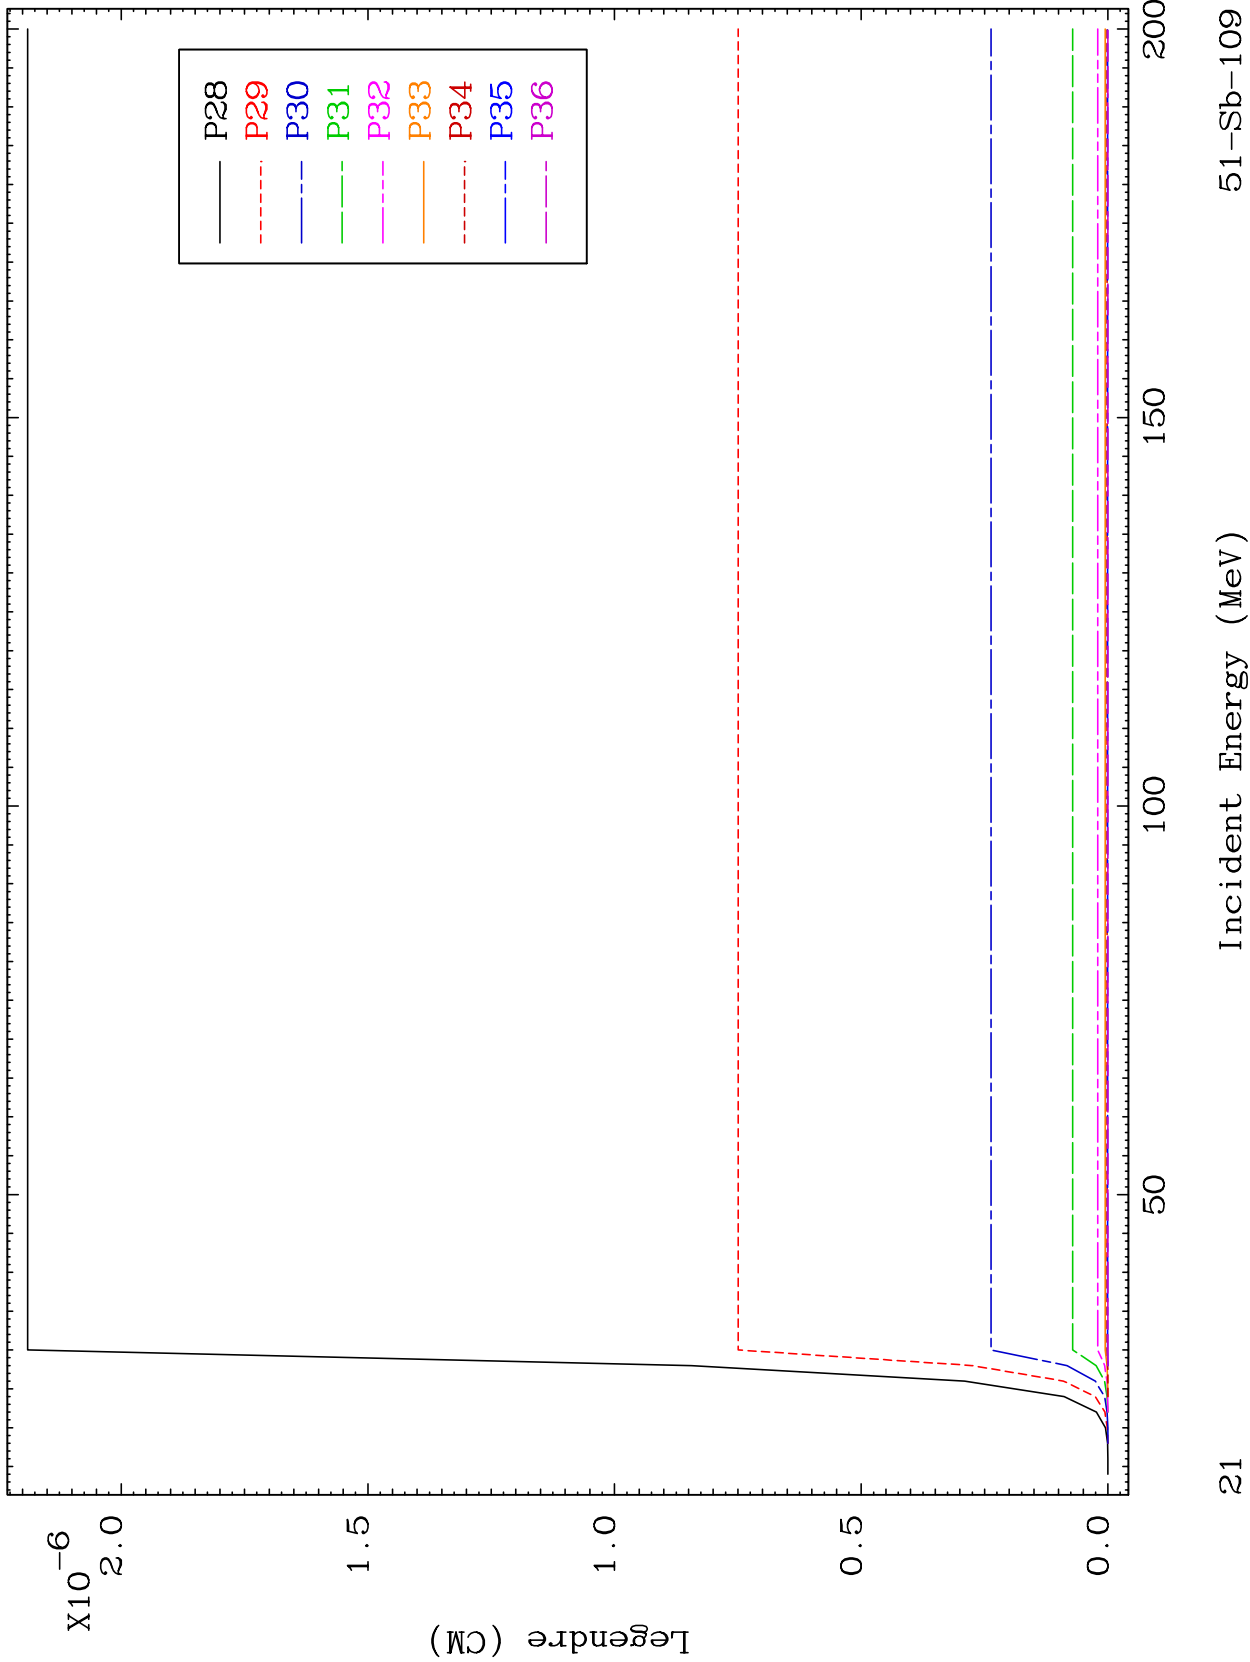 X10-6
2.0
1.5
1.0
0.5
0.0
Legendre (CM)
P28
P29
P30
P31
P32
P33
P34
P35
P36
50
100
150
200
21
Incident Energy (MeV)
51-Sb-109